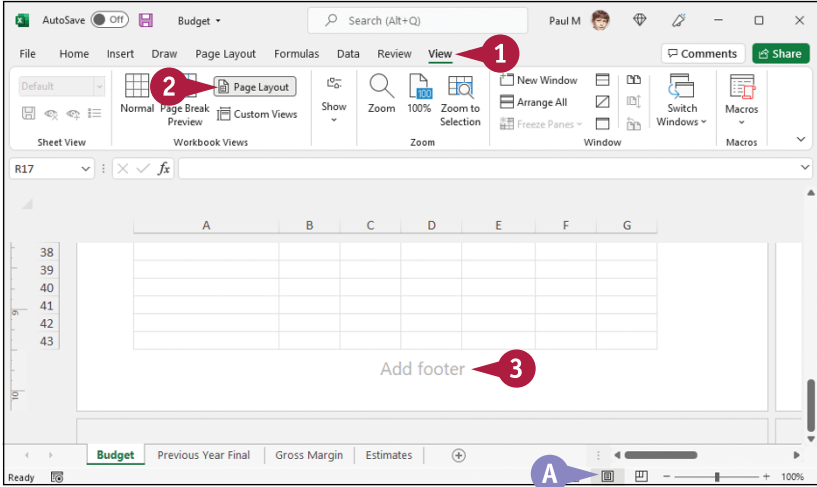 AutoSave Off Budget Search (Alt+Q) Paul M
File Home Insert Draw Page Layout Formulas Data Review View 1 Comments Share
Default 2 Page Layout New Window
Normal Page Break Preview Custom Views Show Zoom 100% Zoom to Selection Arrange All Switch Windows Macros
Freeze Panes
Sheet View Workbook Views Zoom Window Macros
R17 fx
A B C D E F G
38
39
40
9 41
42
43
Add footer 3
10
Budget Previous Year Final Gross Margin Estimates
Ready A 100%